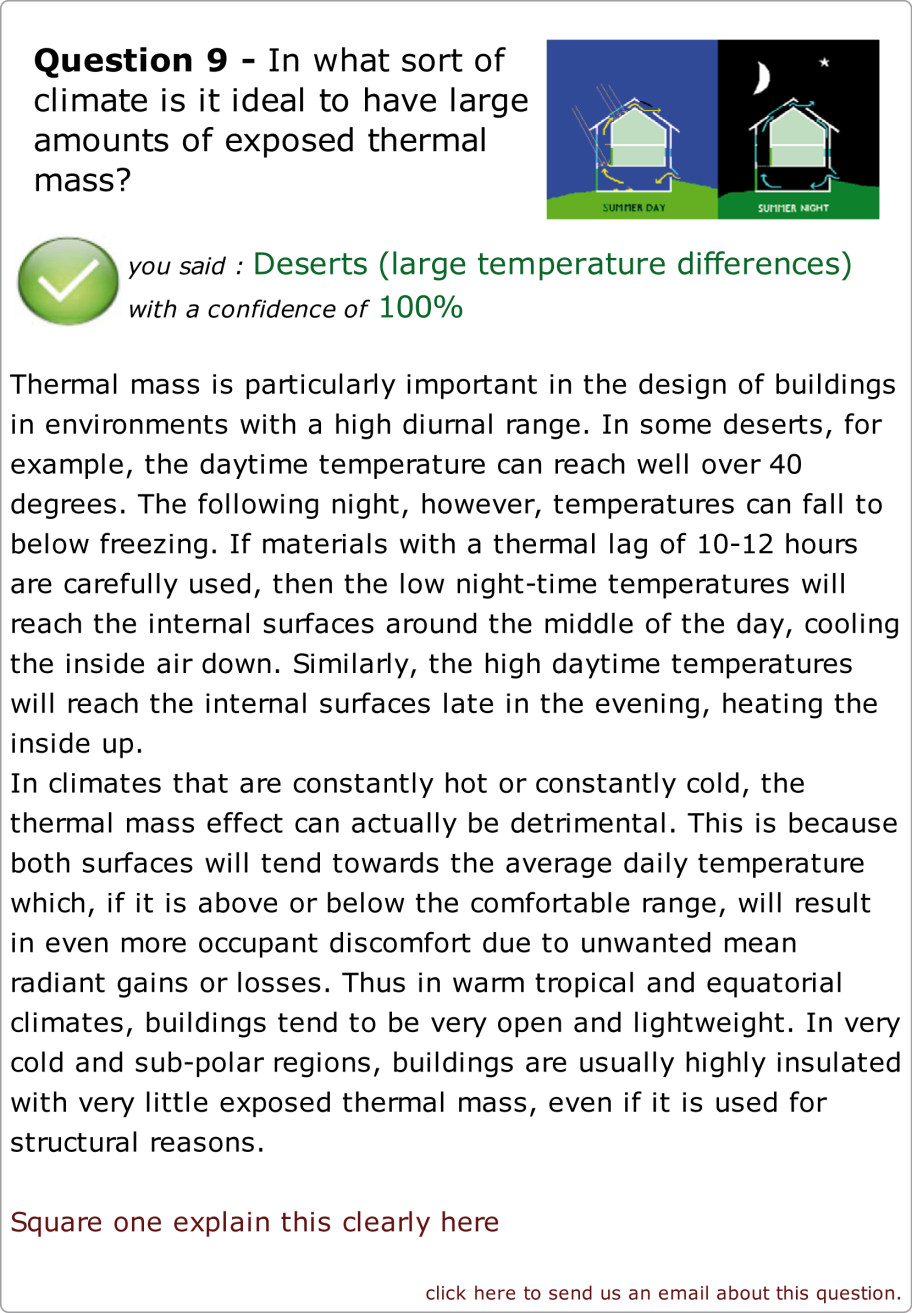 Question 9 - In what sort of
climate is it ideal to have large
amounts of exposed thermal
mass?
SUMMER DAY
SUMMER NIGHT
you said : Deserts (large temperature differences)
with a confidence of 100%
Thermal mass is particularly important in the design of buildings
in environments with a high diurnal range. In some deserts, for
example, the daytime temperature can reach well over 40
degrees. The following night, however, temperatures can fall to
below freezing. If materials with a thermal lag of 10-12 hours
are carefully used, then the low night-time temperatures will
reach the internal surfaces around the middle of the day, cooling
the inside air down. Similarly, the high daytime temperatures
will reach the internal surfaces late in the evening, heating the
inside up.
In climates that are constantly hot or constantly cold, the
thermal mass effect can actually be detrimental. This is because
both surfaces will tend towards the average daily temperature
which, if it is above or below the comfortable range, will result
in even more occupant discomfort due to unwanted mean
radiant gains or losses. Thus in warm tropical and equatorial
climates, buildings tend to be very open and lightweight. In very
cold and sub-polar regions, buildings are usually highly insulated
with very little exposed thermal mass, even if it is used for
structural reasons.
Square one explain this clearly here
click here to send us an email about this question.